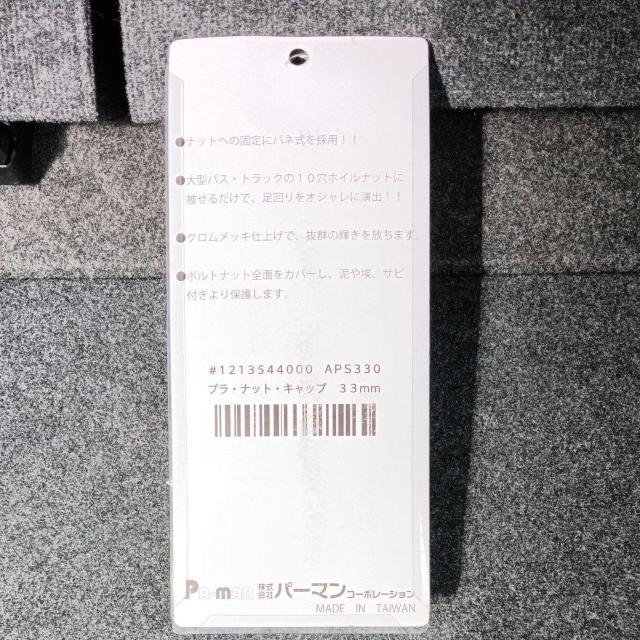 ●ナットへの固定にバネ式を採用！！
●大型バス・トラックの１０穴ホイルナットに
被せるだけで、足回りをオシャレに演出！！
●クロムメッキ仕上げで、抜群の輝きを放ちます。
●ボルトナット全面をカバーし、泥や埃、サビ
付きより保護します。
#1213544000 APS330
プラ・ナット・キャップ ３３mm
PA-MAN 株式会社 パーマン コーポレーション
MADE IN TAIWAN